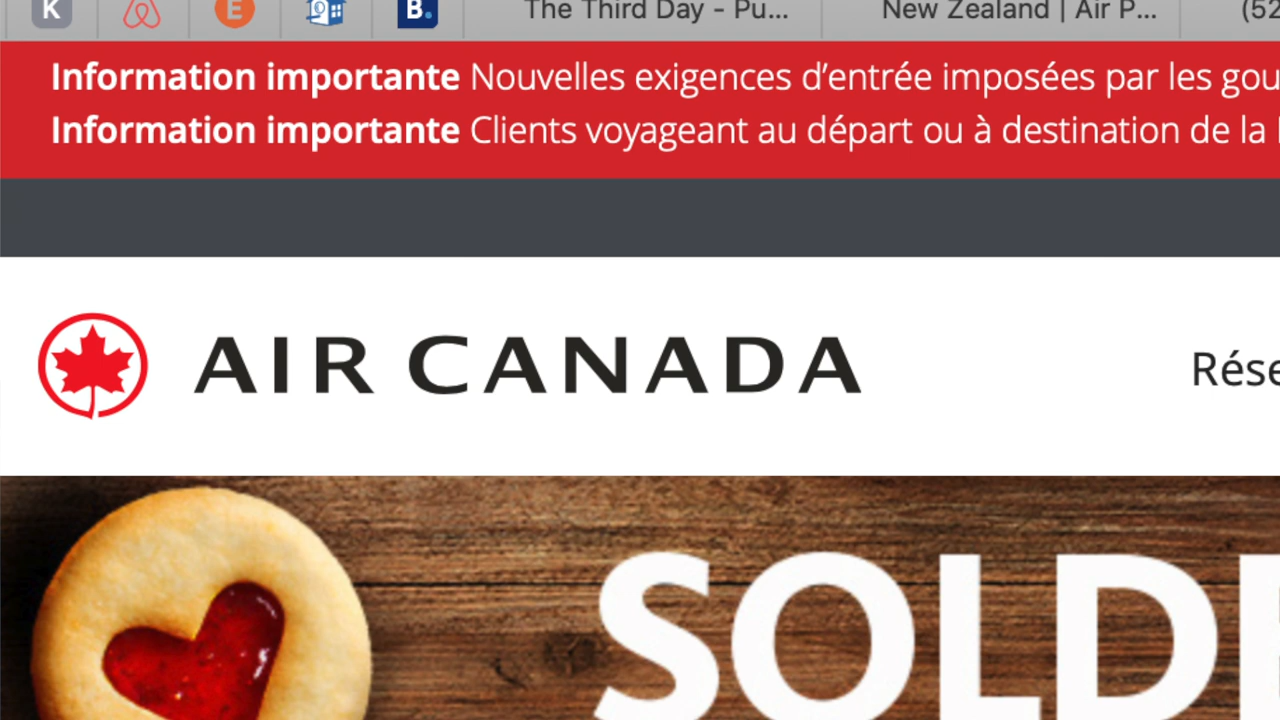 K E B. The Third Day - Pu... New Zealand | Air P... (52
Information importante Nouvelles exigences d’entrée imposées par les gou
Information importante Clients voyageant au départ ou à destination de la
AIR CANADA
Rése
SOLDE